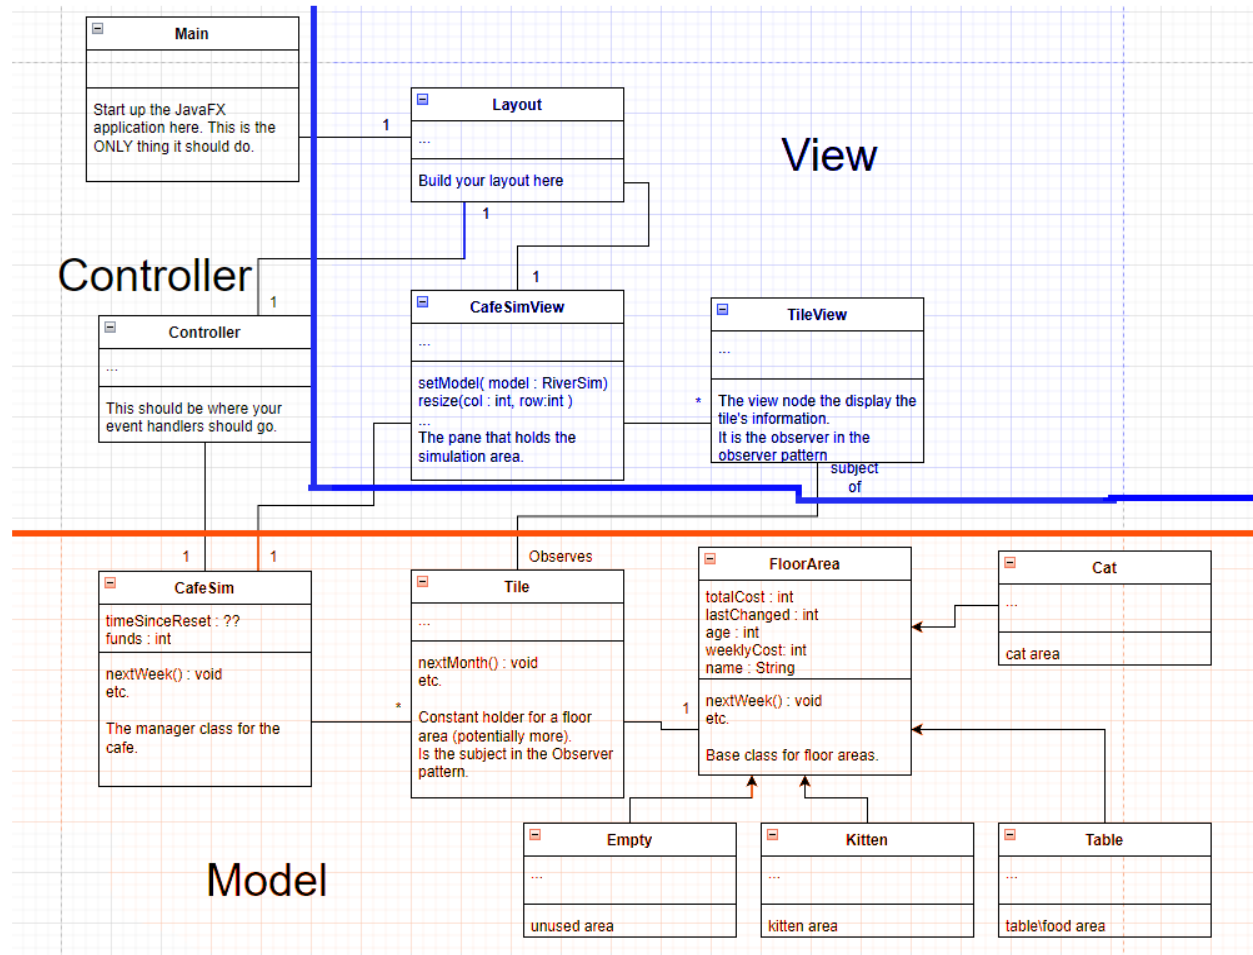 Main
Start up the JavaFX
application here. This is the
ONLY thing it should do.
1
Layout
...
Build your layout here
1
View
Controller
1
1
Controller
...
This should be where your
event handlers should go.
CafeSimView
...
setModel( model : RiverSim)
resize(col : int, row:int )
...
The pane that holds the
simulation area.
*
TileView
...
The view node the display the
tile's information.
It is the observer in the
observer pattern
subject
of
1
1
Observes
CafeSim
timeSinceReset : ??
funds : int
nextWeek() : void
etc.
The manager class for the
cafe.
*
Tile
...
nextMonth() : void
etc.
Constant holder for a floor
area (potentially more).
Is the subject in the Observer
pattern.
1
FloorArea
totalCost : int
lastChanged : int
age : int
weeklyCost: int
name : String
nextWeek() : void
etc.
Base class for floor areas.
Cat
...
cat area
Model
Empty
...
unused area
Kitten
...
kitten area
Table
...
table\food area